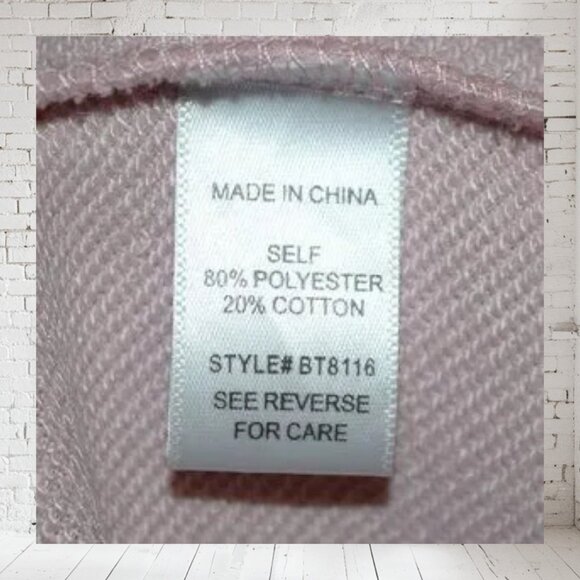 MADE IN CHINA
SELF
80% POLYESTER
20% COTTON
STYLE# BT8116
SEE REVERSE
FOR CARE